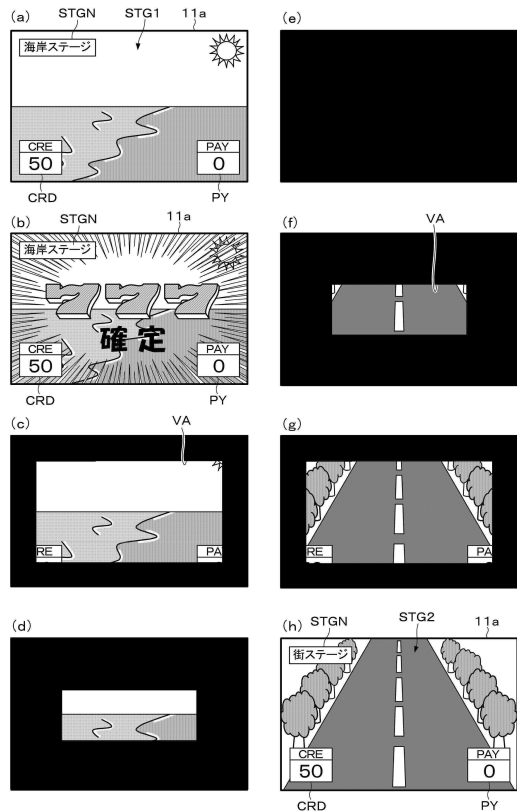 (a)
STGN
STG1
11a
海岸ステージ
CRE
50
PAY
0
CRD
PY
(b)
STGN
11a
海岸ステージ
777
確定
CRE
50
PAY
0
CRD
PY
(c)
VA
RE
PA
(d)
(e)
(f)
VA
(g)
RE
PA
(h)
STGN
STG2
11a
街ステージ
CRE
50
PAY
0
CRD
PY